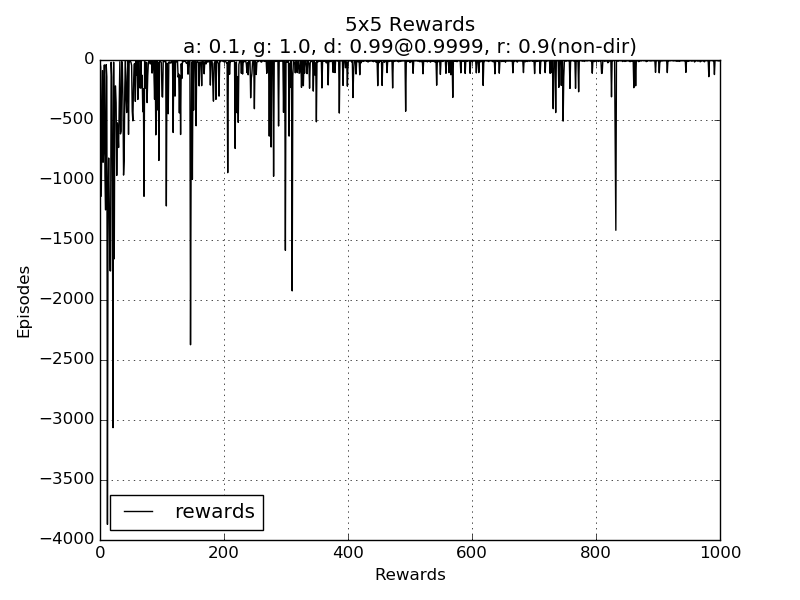 5x5 Rewards
a: 0.1, g: 1.0, d: 0.99@0.9999, r: 0.9(non-dir)
0
−500
−1000
−1500
−2000
−2500
−3000
−3500
−4000
Episodes
rewards
0 200 400 600 800 1000
Rewards